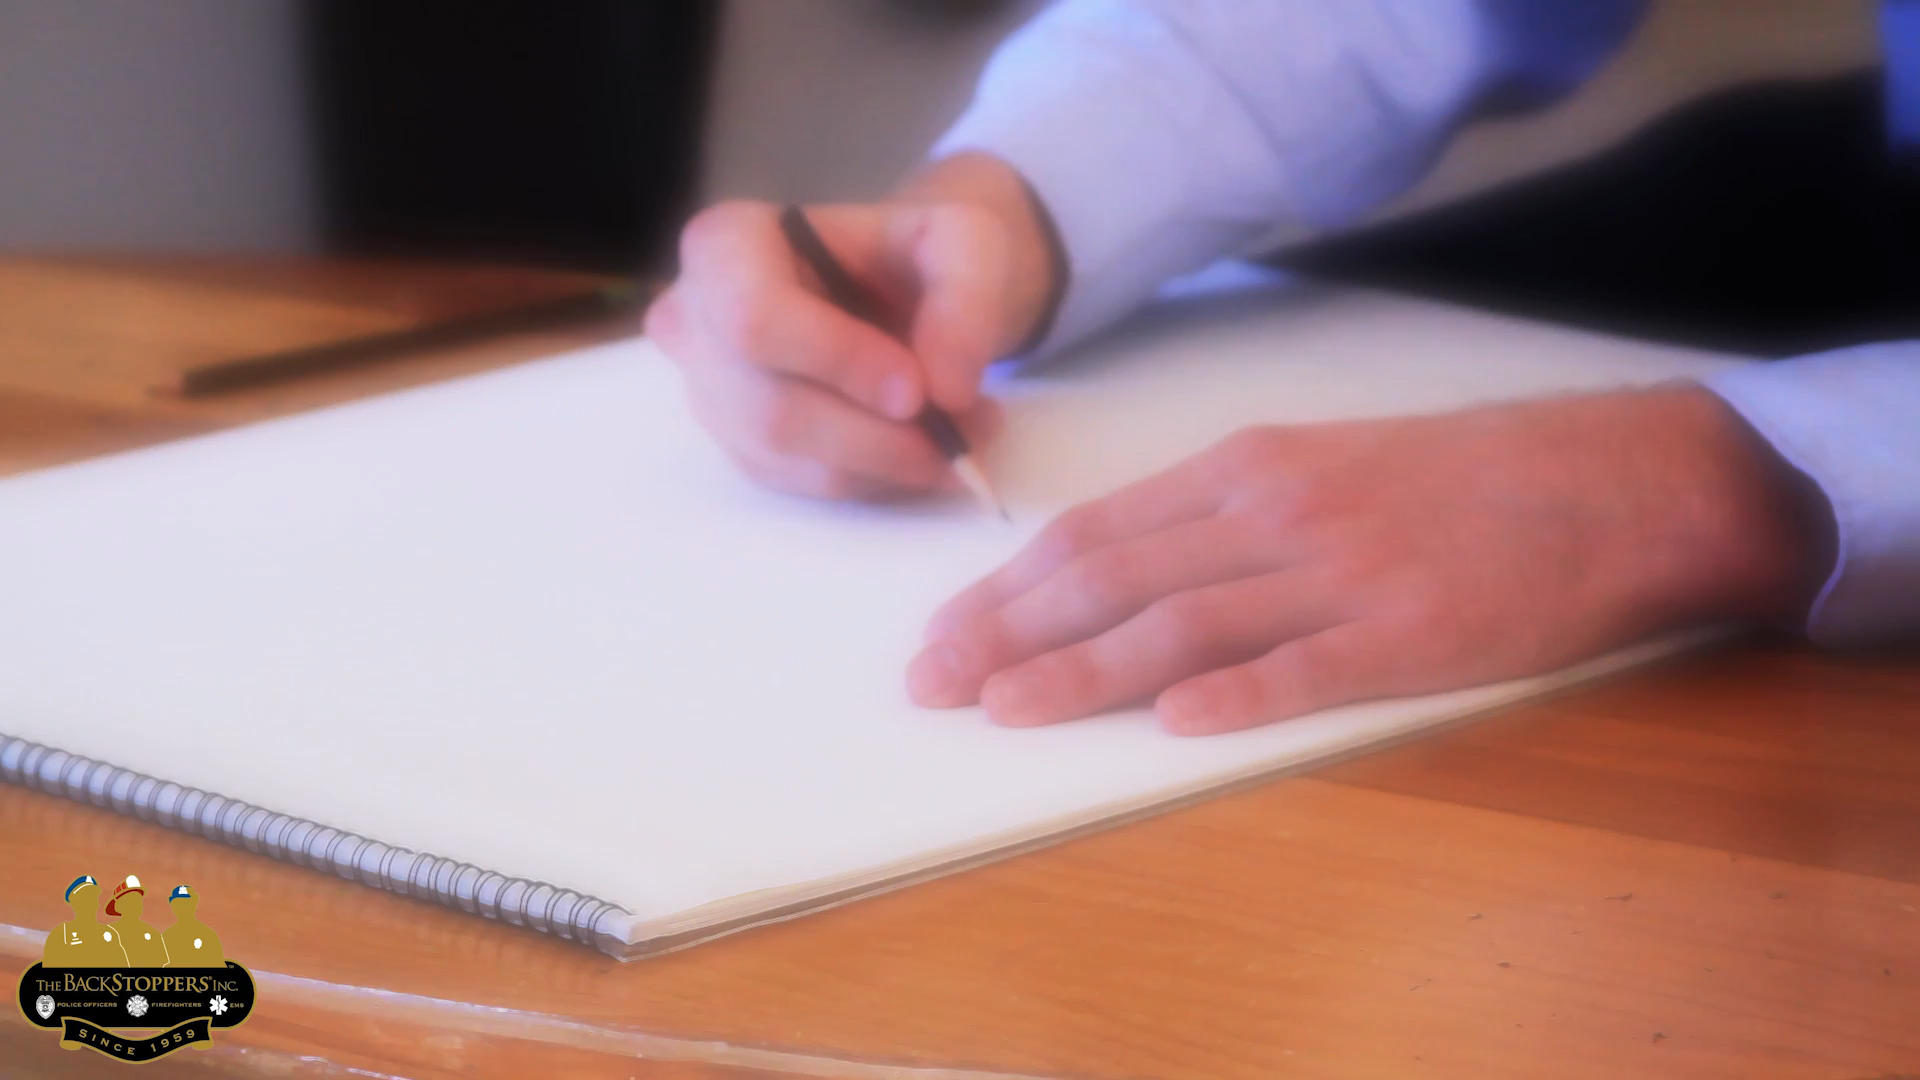 THE BACKSTOPPERS® INC.
POLICE OFFICERS FIREFIGHTERS EMS
SINCE 1959